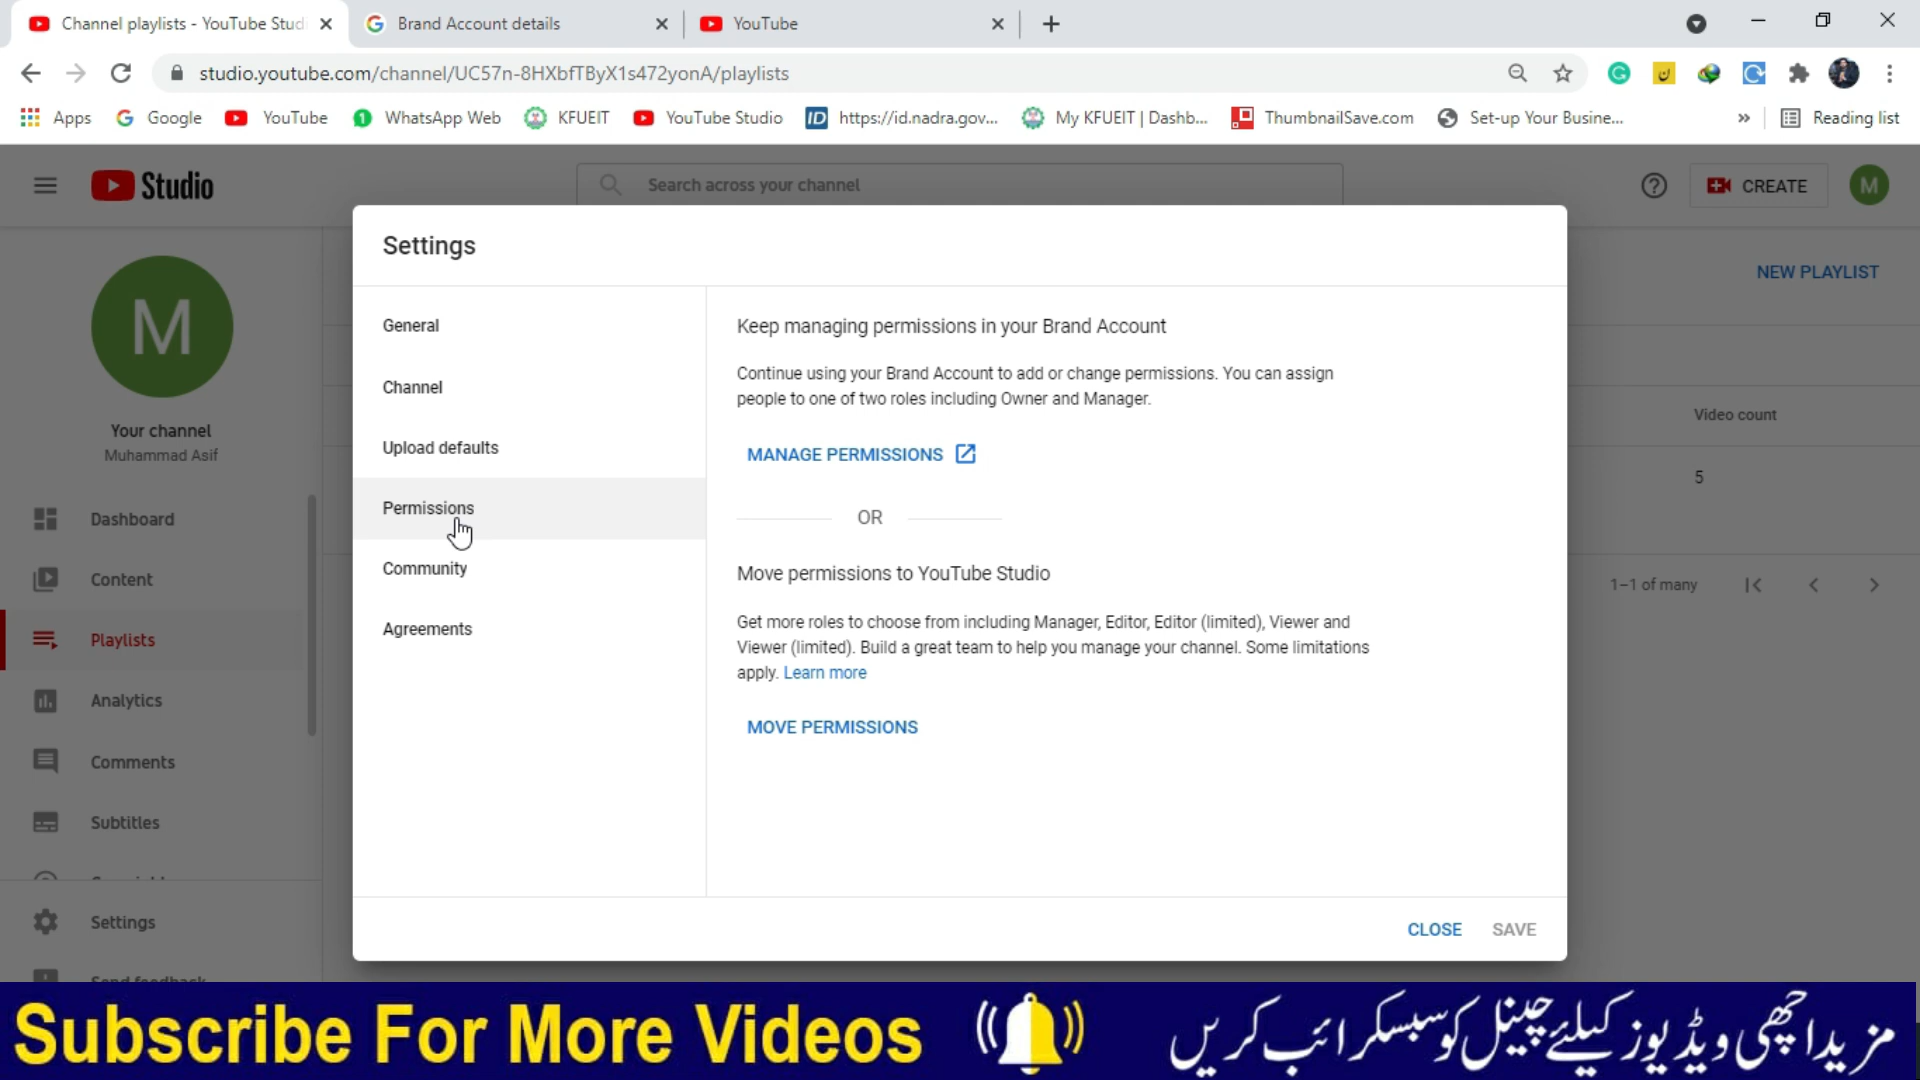 Channel playlists - YouTube Studi
Brand Account details
YouTube
studio.youtube.com/channel/UC57n-8HXbfTByX1s472yonA/playlists
Apps
Google
YouTube
WhatsApp Web
KFUEIT
YouTube Studio
ID
https://id.nadra.gov...
My KFUEIT | Dashb...
ThumbnailSave.com
Set-up Your Busine...
»
Reading list
Studio
Search across your channel
CREATE
M
Settings
NEW PLAYLIST
M
Your channel
Muhammad Asif
Dashboard
Content
Playlists
Analytics
Comments
Subtitles
Settings
Send feedback
General
Channel
Upload defaults
Permissions
Community
Agreements
Keep managing permissions in your Brand Account
Continue using your Brand Account to add or change permissions. You can assign
people to one of two roles including Owner and Manager.
MANAGE PERMISSIONS
OR
Move permissions to YouTube Studio
Get more roles to choose from including Manager, Editor, Editor (limited), Viewer and
Viewer (limited). Build a great team to help you manage your channel. Some limitations
apply. Learn more
MOVE PERMISSIONS
Video count
5
1–1 of many
CLOSE
SAVE
Subscribe For More Videos
مزید اچھی ویڈیوز کیلئے چینل کو سبسکرائب کریں